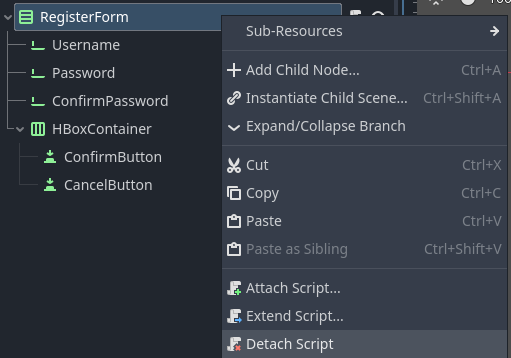 RegisterForm
Username
Password
ConfirmPassword
HBoxContainer
ConfirmButton
CancelButton
Sub-Resources
Add Child Node... Ctrl+A
Instantiate Child Scene... Ctrl+Shift+A
Expand/Collapse Branch
Cut Ctrl+X
Copy Ctrl+C
Paste Ctrl+V
Paste as Sibling Ctrl+Shift+V
Attach Script...
Extend Script...
Detach Script